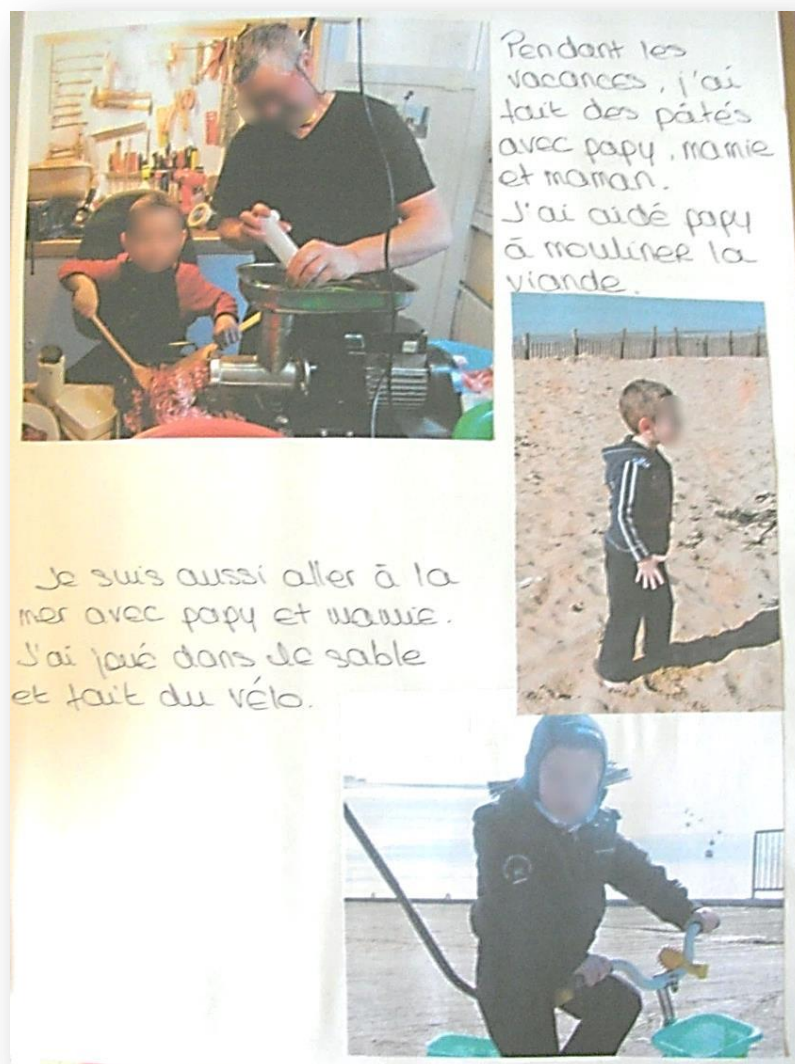 Pendant les
vacances, j'ai
fait des pâtés
avec papy, mamie
et maman.
J'ai aidé papy
à mouliner la
viande.
Je suis aussi aller à la
mer avec papy et mamie.
J'ai joué dans le sable
et fait du vélo.